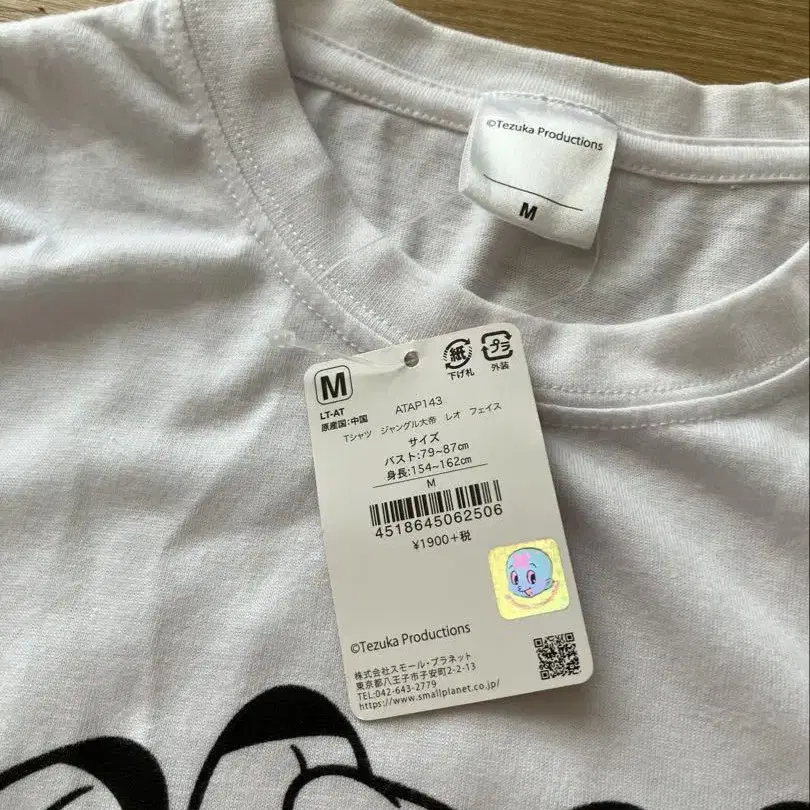 ©Tezuka Productions
M
M
紙
下げ札
プラ
外装
LT-AT
原産国:中国
ATAP143
Tシャツ ジャングル大帝 レオ フェイス
サイズ
バスト:79~87cm
身長:154~162cm
M
4518645062506
¥1900+税
©Tezuka Productions
株式会社スモール・プラネット
東京都八王子市子安町2-2-13
TEL:042-643-2779
https://www.smallplanet.co.jp/